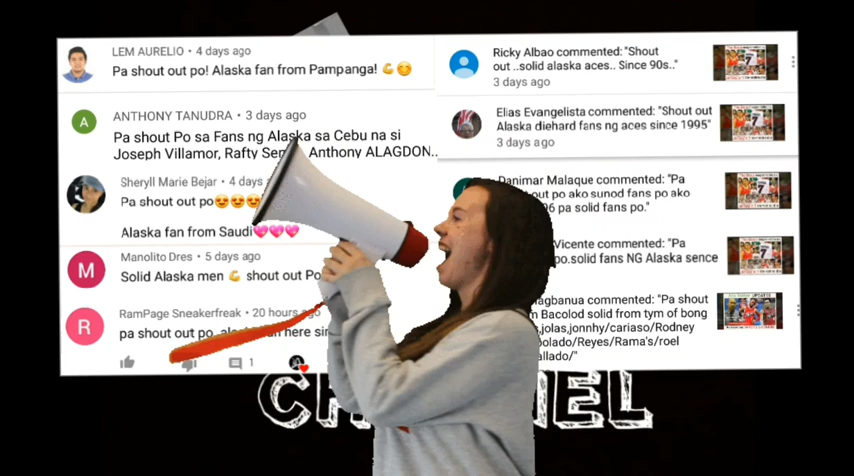 LEM AURELIO • 4 days ago
Pa shout out po! Alaska fan from Pampanga! 💪😊
A
ANTHONY TANUDRA • 3 days ago
Pa shout Po sa Fans ng Alaska sa Cebu na si
Joseph Villamor, Rafty Anthony ALAGDON..
Sheryll Marie Bejar • 4 days
Pa shout out po😍😍😍
Alaska fan from Saudi💖💖💖
M
Manolito Dres • 5 days ago
Solid Alaska men 💪 shout out Po
R
RamPage Sneakerfreak • 20 hours ago
pa shout out po here
1
Ricky Albao commented: "Shout
out ..solid alaska aces.. Since 90s.."
3 days ago
Elias Evangelista commented: "Shout out
Alaska diehard fans ng aces since 1995"
3 days ago
Danimar Malaque commented: "Pa
out po ako sunod fans po ako
96 pa solid fans po."
Vicente commented: "Pa
po.solid fans NG Alaska sence
commented: "Pa shout
Bacolod solid from tym of bong
,jolas,jonnhy/cariaso/Rodney
/Reyes/Rama's/roel